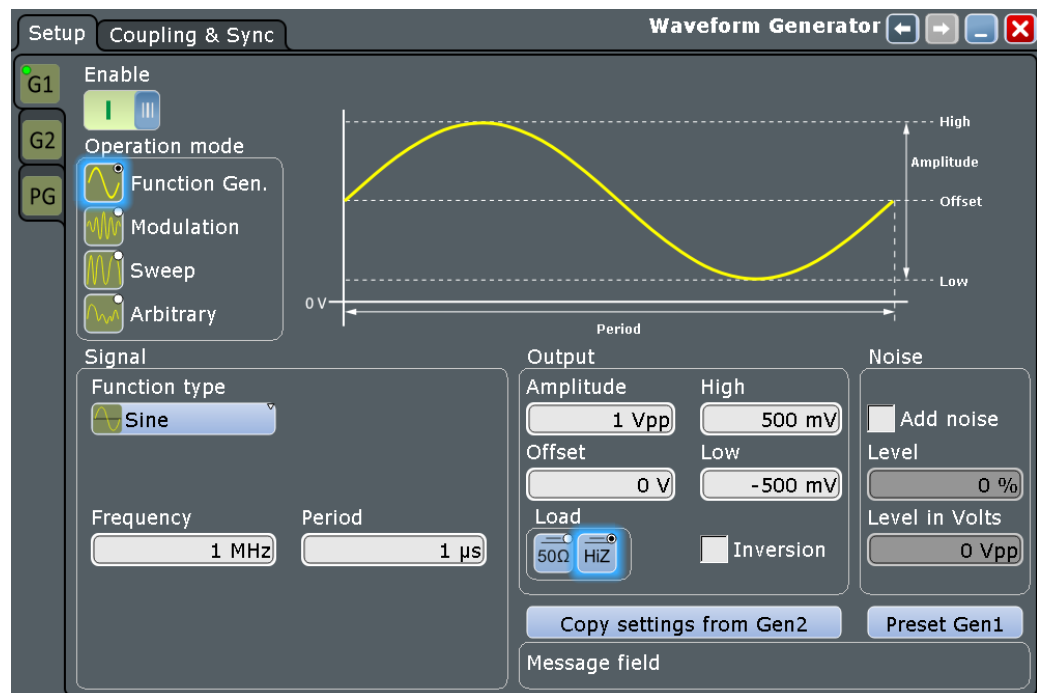 Setup
Coupling & Sync
Waveform Generator
G1
G2
PG
Enable
Operation mode
Function Gen.
Modulation
Sweep
Arbitrary
High
Amplitude
Offset
Low
0 V
Period
Signal
Function type
Sine
Frequency
Period
1 MHz
1 µs
Output
Amplitude
High
1 Vpp
500 mV
Offset
Low
0 V
-500 mV
Load
50Ω
HiZ
Inversion
Noise
Add noise
Level
0 %
Level in Volts
0 Vpp
Copy settings from Gen2
Preset Gen1
Message field